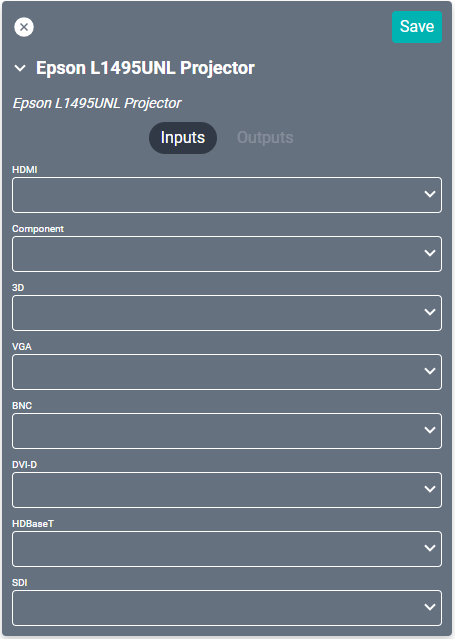 Save
Epson L1495UNL Projector
Epson L1495UNL Projector
Inputs Outputs
HDMI
Component
3D
VGA
BNC
DVI-D
HDBaseT
SDI